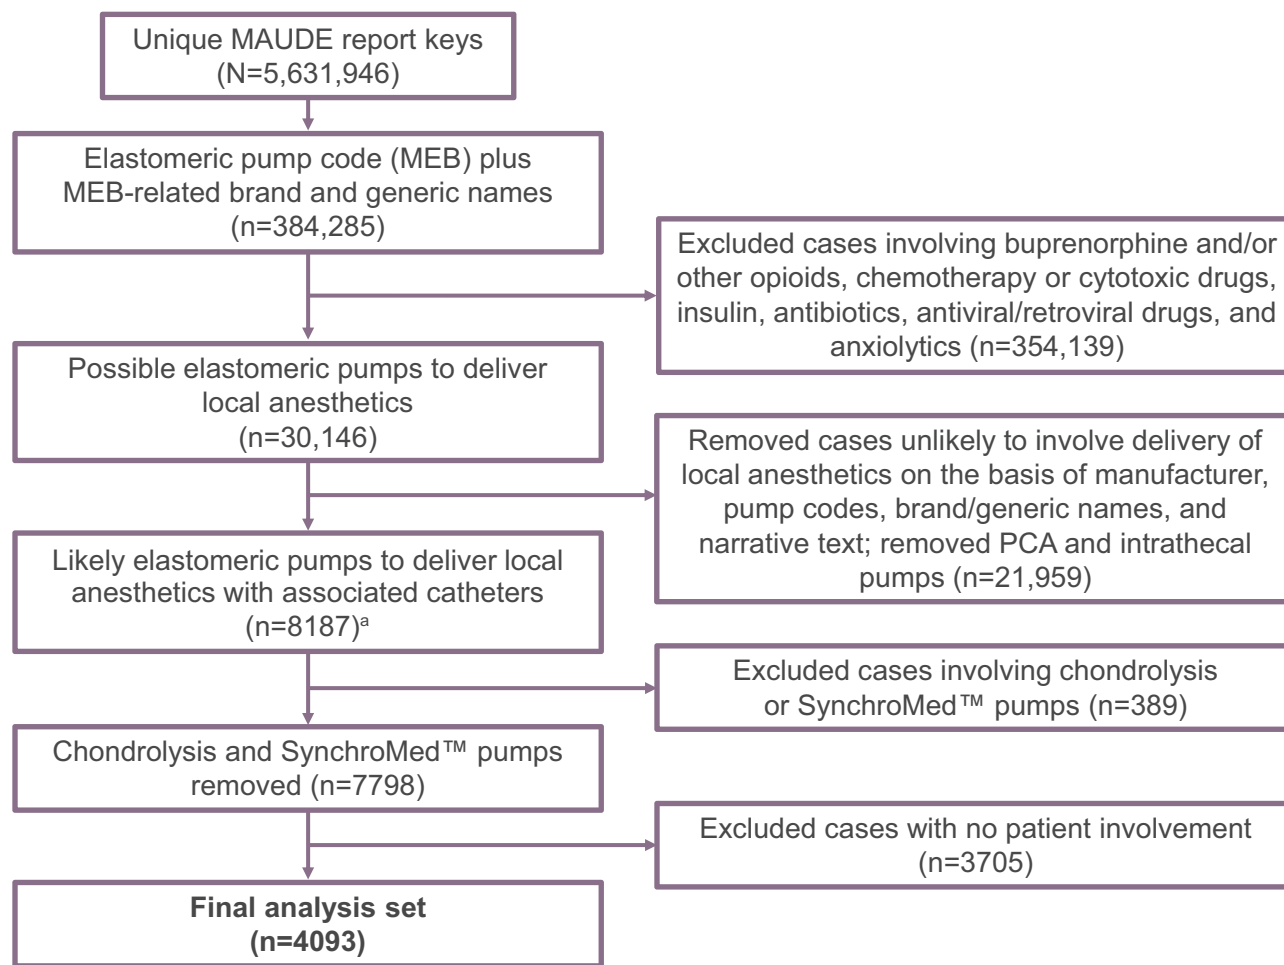 Unique MAUDE report keys
(N=5,631,946)
Elastomeric pump code (MEB) plus
MEB-related brand and generic names
(n=384,285)
Excluded cases involving buprenorphine and/or
other opioids, chemotherapy or cytotoxic drugs,
insulin, antibiotics, antiviral/retroviral drugs, and
anxiolytics (n=354,139)
Possible elastomeric pumps to deliver
local anesthetics
(n=30,146)
Removed cases unlikely to involve delivery of
local anesthetics on the basis of manufacturer,
pump codes, brand/generic names, and
narrative text; removed PCA and intrathecal
pumps (n=21,959)
Likely elastomeric pumps to deliver local
anesthetics with associated catheters
(n=8187)ᵃ
Excluded cases involving chondrolysis
or SynchroMed™ pumps (n=389)
Chondrolysis and SynchroMed™ pumps
removed (n=7798)
Excluded cases with no patient involvement
(n=3705)
Final analysis set
(n=4093)